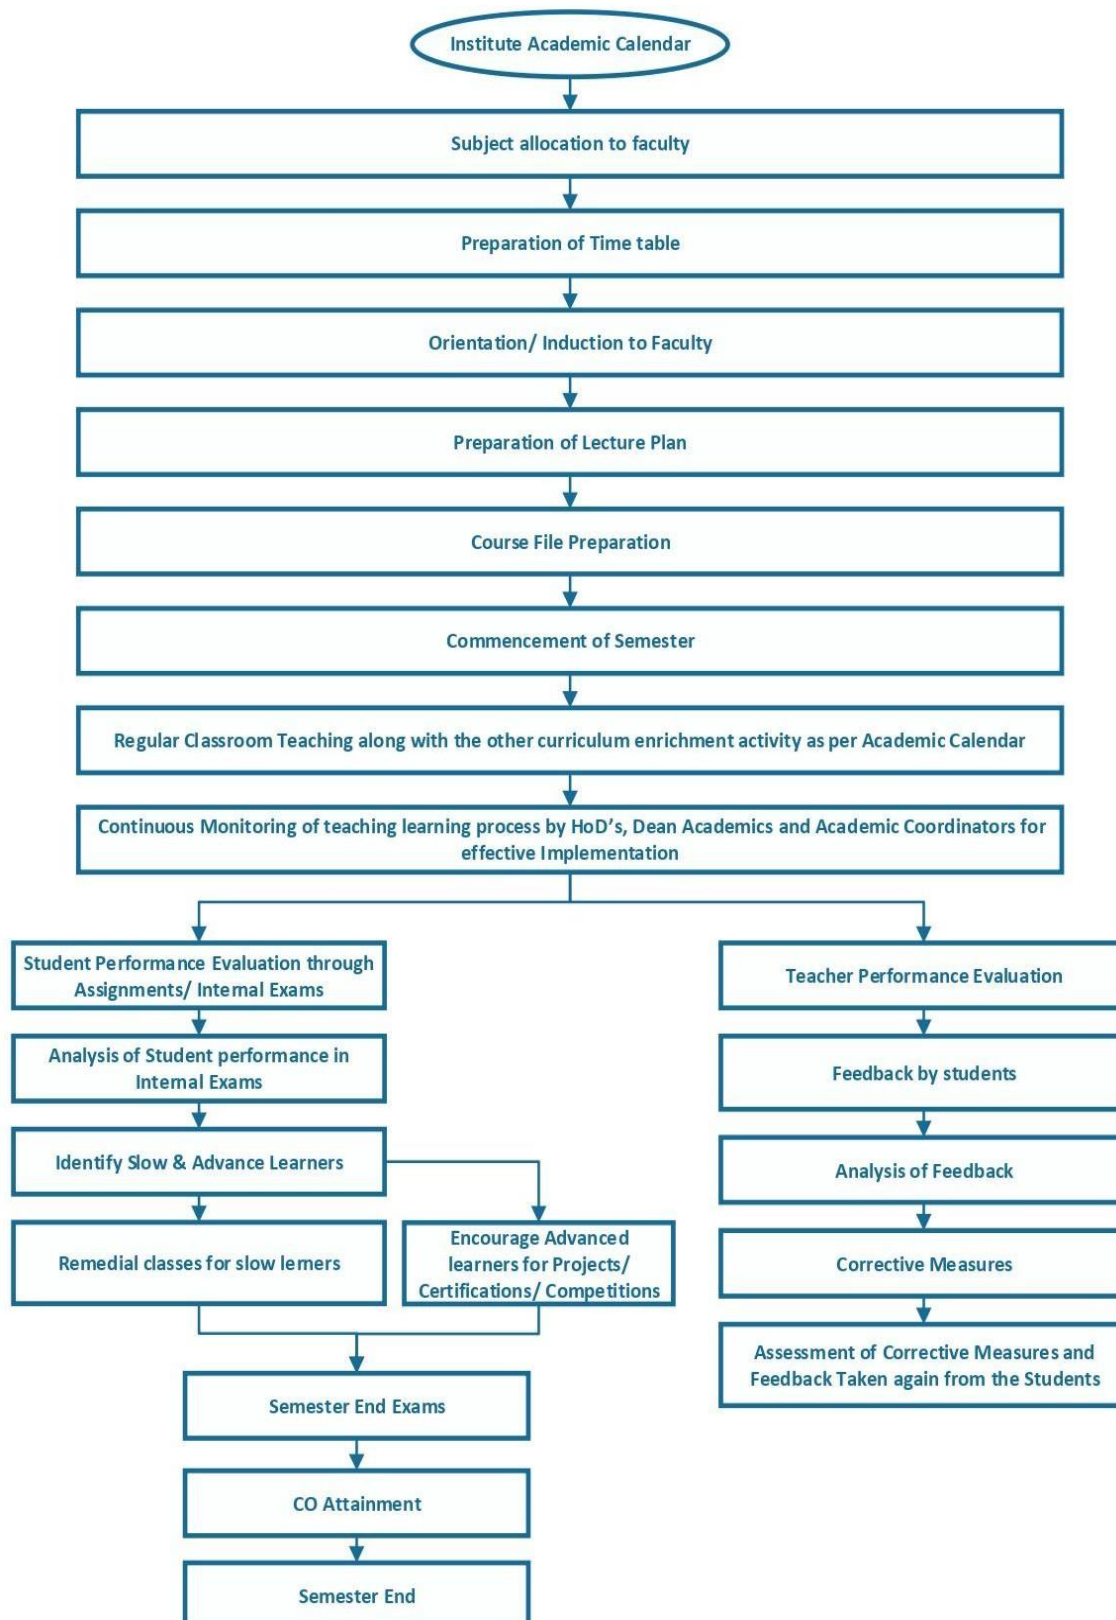 Institute Academic Calendar
Subject allocation to faculty
Preparation of Time table
Orientation/ Induction to Faculty
Preparation of Lecture Plan
Course File Preparation
Commencement of Semester
Regular Classroom Teaching along with the other curriculum enrichment activity as per Academic Calendar
Continuous Monitoring of teaching learning process by HoD’s, Dean Academics and Academic Coordinators for
effective Implementation
Student Performance Evaluation through
Assignments/ Internal Exams
Analysis of Student performance in
Internal Exams
Identify Slow & Advance Learners
Remedial classes for slow lerners
Encourage Advanced
learners for Projects/
Certifications/ Competitions
Semester End Exams
CO Attainment
Semester End
Teacher Performance Evaluation
Feedback by students
Analysis of Feedback
Corrective Measures
Assessment of Corrective Measures and
Feedback Taken again from the Students